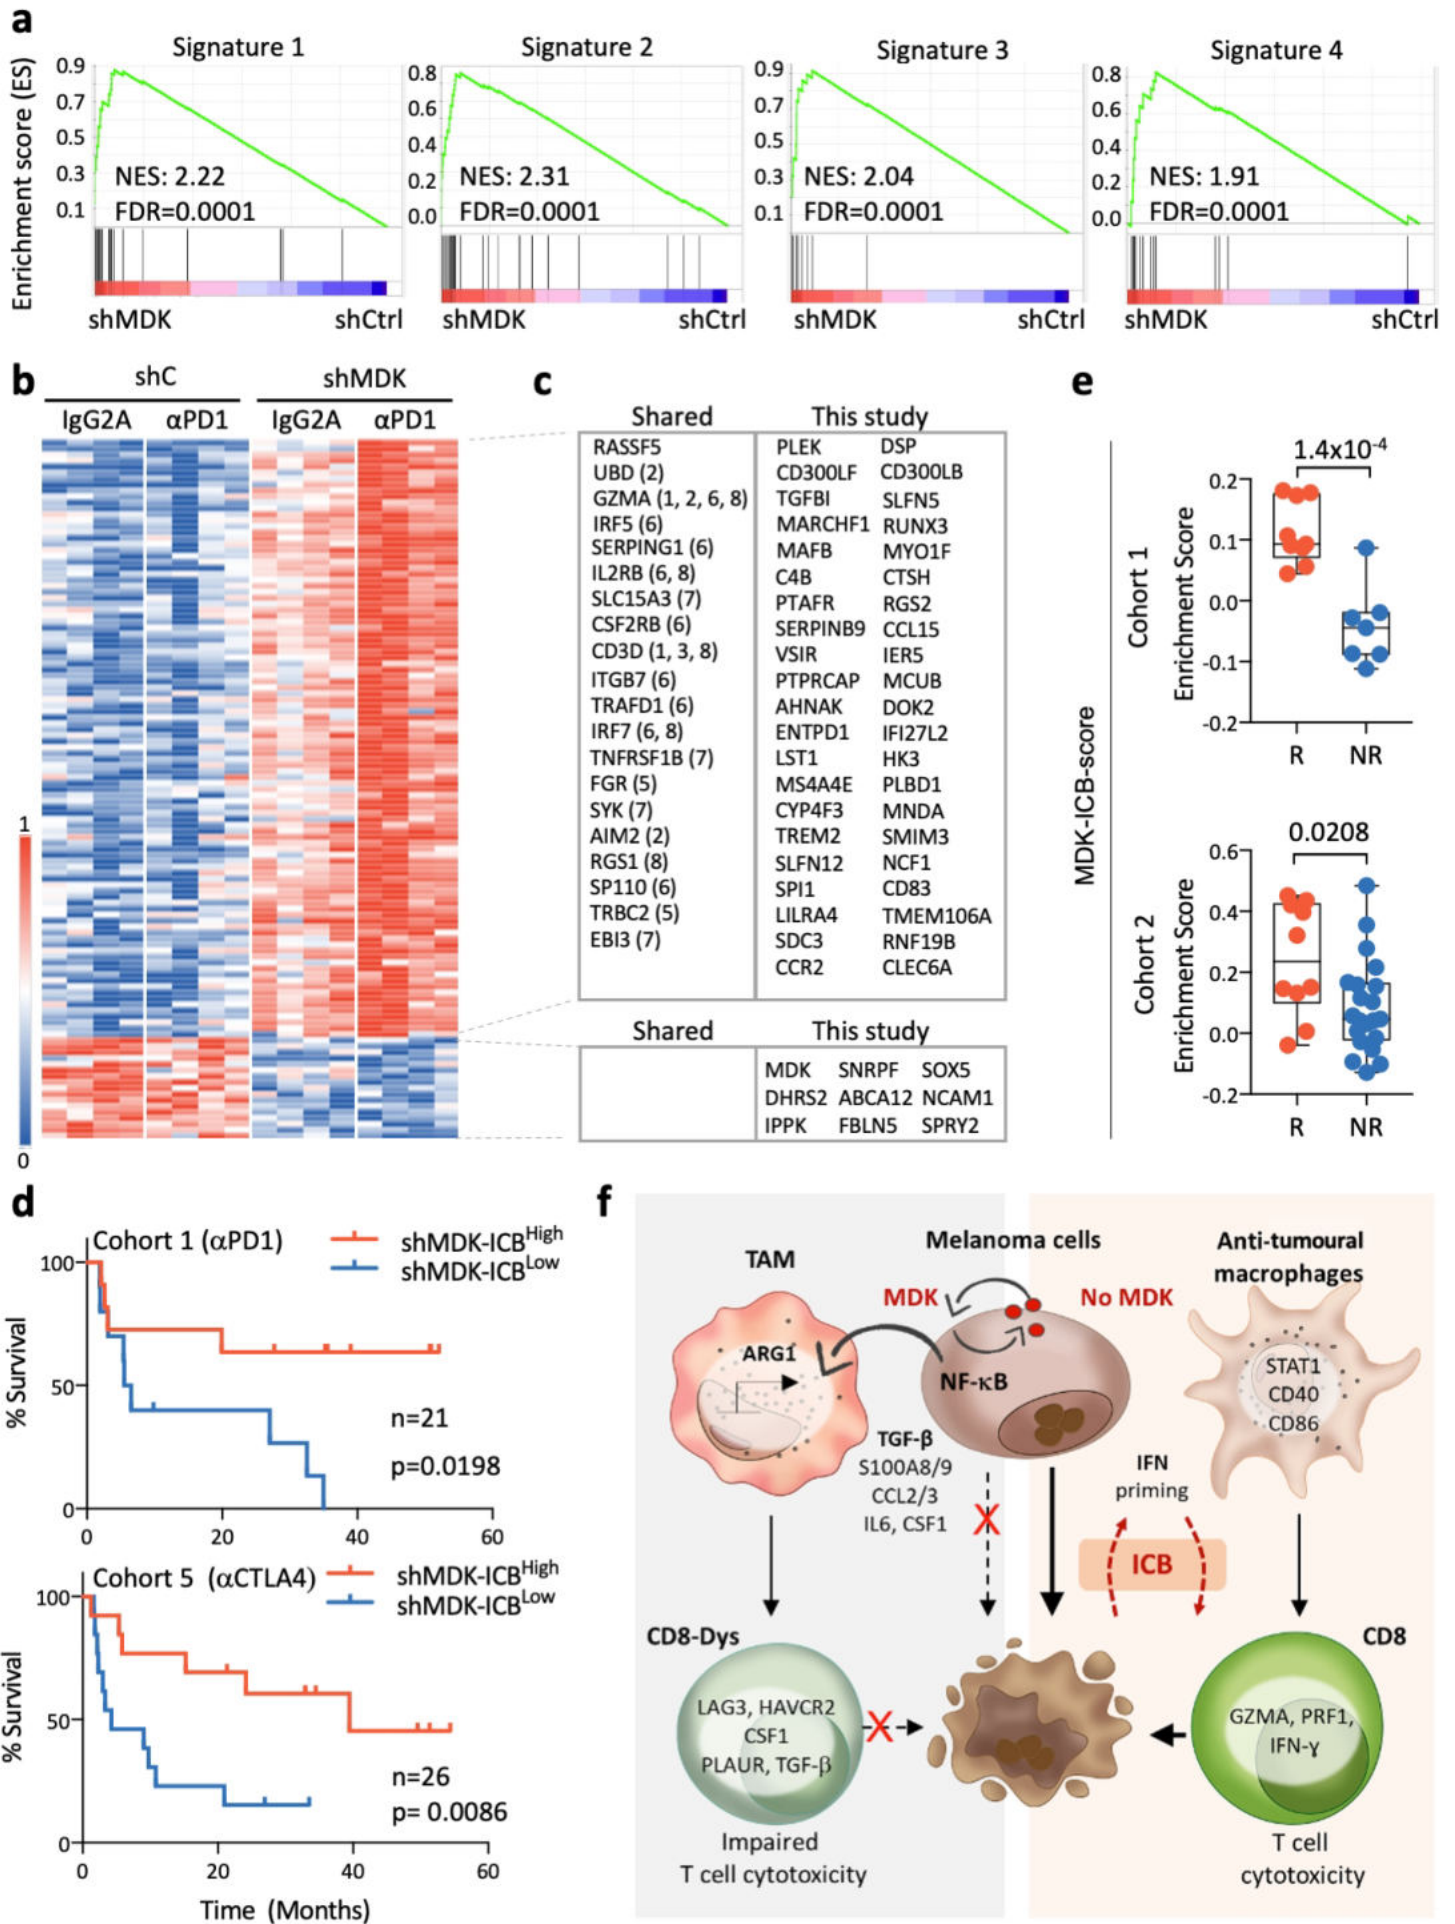 a
Signature 1
Signature 2
Signature 3
Signature 4
Enrichment score (ES)
0.9
0.7
0.5
0.3
0.1
NES: 2.22
FDR=0.0001
shMDK
shCtrl
0.8
0.6
0.4
0.2
0.0
NES: 2.31
FDR=0.0001
shMDK
shCtrl
0.9
0.7
0.5
0.3
0.1
NES: 2.04
FDR=0.0001
shMDK
shCtrl
0.8
0.6
0.4
0.2
0.0
NES: 1.91
FDR=0.0001
shMDK
shCtrl
b
shC
shMDK
IgG2A
αPD1
IgG2A
αPD1
1
0
c
Shared
This study
RASSF5
UBD (2)
GZMA (1, 2, 6, 8)
IRF5 (6)
SERPING1 (6)
IL2RB (6, 8)
SLC15A3 (7)
CSF2RB (6)
CD3D (1, 3, 8)
ITGB7 (6)
TRAFD1 (6)
IRF7 (6, 8)
TNFRSF1B (7)
FGR (5)
SYK (7)
AIM2 (2)
RGS1 (8)
SP110 (6)
TRBC2 (5)
EBI3 (7)
PLEK DSP
CD300LF CD300LB
TGFBI SLFN5
MARCHF1 RUNX3
MAFB MYO1F
C4B CTSH
PTAFR RGS2
SERPINB9 CCL15
VSIR IER5
PTPRCAP MCUB
AHNAK DOK2
ENTPD1 IFI27L2
LST1 HK3
MS4A4E PLBD1
CYP4F3 MNDA
TREM2 SMIM3
SLFN12 NCF1
SPI1 CD83
LILRA4 TMEM106A
SDC3 RNF19B
CCR2 CLEC6A
Shared
This study
MDK SNRPF SOX5
DHRS2 ABCA12 NCAM1
IPPK FBLN5 SPRY2
e
MDK-ICB-score
Cohort 1
Enrichment Score
1.4x10-4
0.2
0.1
0.0
-0.1
-0.2
R NR
Cohort 2
Enrichment Score
0.0208
0.6
0.4
0.2
0.0
-0.2
R NR
d
Cohort 1 (αPD1)
shMDK-ICBHigh
shMDK-ICBLow
% Survival
100
50
0
n=21
p=0.0198
0 20 40 60
Cohort 5 (αCTLA4)
shMDK-ICBHigh
shMDK-ICBLow
% Survival
100
50
0
n=26
p= 0.0086
0 20 40 60
Time (Months)
f
TAM
Melanoma cells
Anti-tumoural
macrophages
MDK
No MDK
ARG1
NF-κB
STAT1
CD40
CD86
TGF-β
S100A8/9
CCL2/3
IL6, CSF1
X
IFN
priming
ICB
CD8-Dys
CD8
LAG3, HAVCR2
CSF1
PLAUR, TGF-β
X
GZMA, PRF1,
IFN-γ
Impaired
T cell cytotoxicity
T cell
cytotoxicity